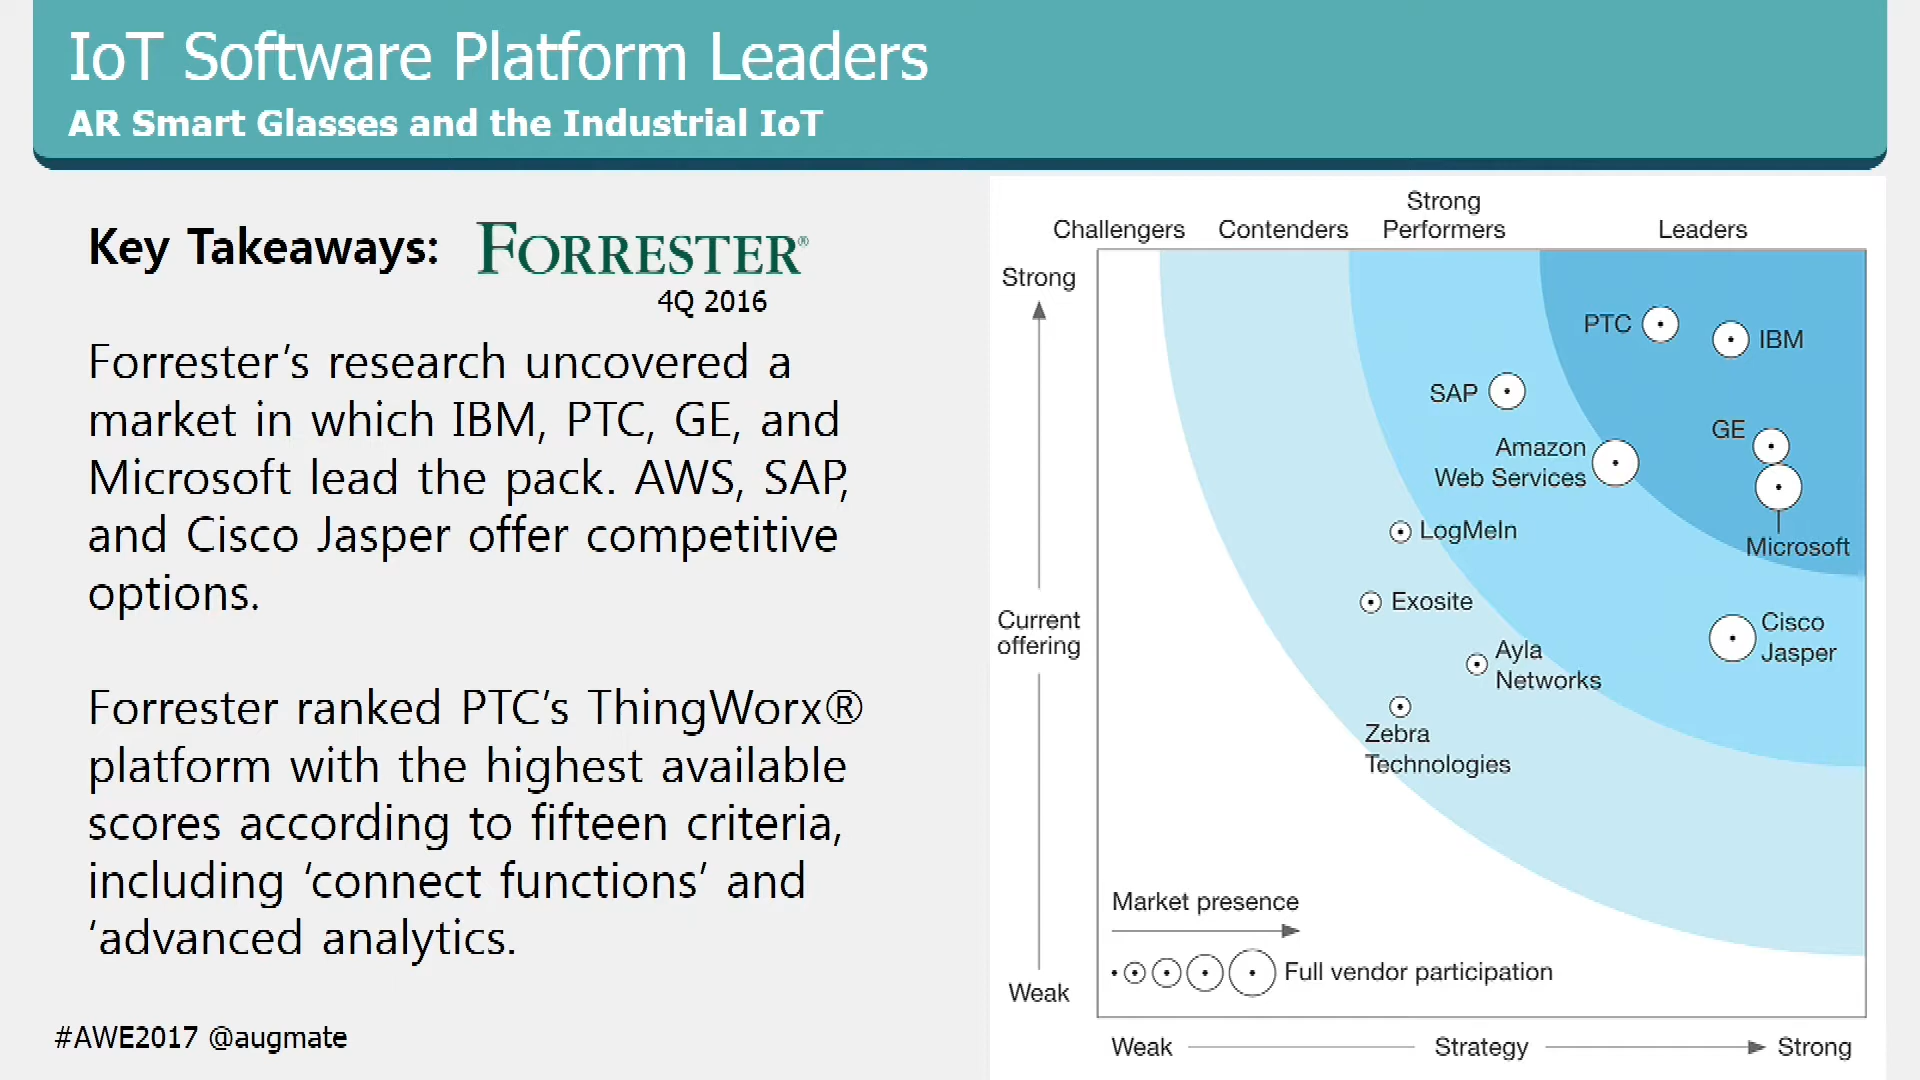 IoT Software Platform Leaders
AR Smart Glasses and the Industrial IoT
Key Takeaways:
FORRESTER®
4Q 2016
Forrester’s research uncovered a
market in which IBM, PTC, GE, and
Microsoft lead the pack. AWS, SAP,
and Cisco Jasper offer competitive
options.
Forrester ranked PTC’s ThingWorx®
platform with the highest available
scores according to fifteen criteria,
including ‘connect functions’ and
‘advanced analytics.
#AWE2017 @augmate
Challengers
Contenders
Strong
Performers
Leaders
Strong
Current
offering
Weak
PTC
IBM
SAP
GE
Amazon
Web Services
Microsoft
LogMeIn
Exosite
Cisco
Jasper
Ayla
Networks
Zebra
Technologies
Market presence
Full vendor participation
Weak
Strategy
Strong